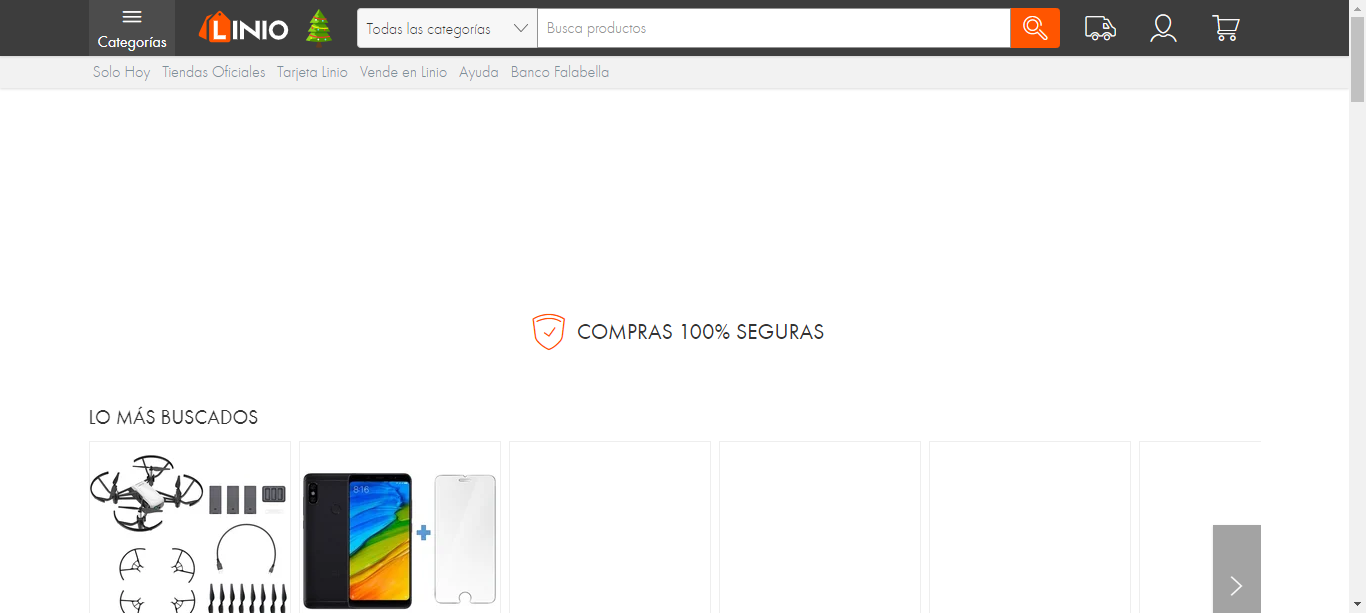 Categorías
LINIO
Todas las categorías
Busca productos
Solo Hoy Tiendas Oficiales Tarjeta Linio Vende en Linio Ayuda Banco Falabella
COMPRAS 100% SEGURAS
LO MÁS BUSCADOS
8:16